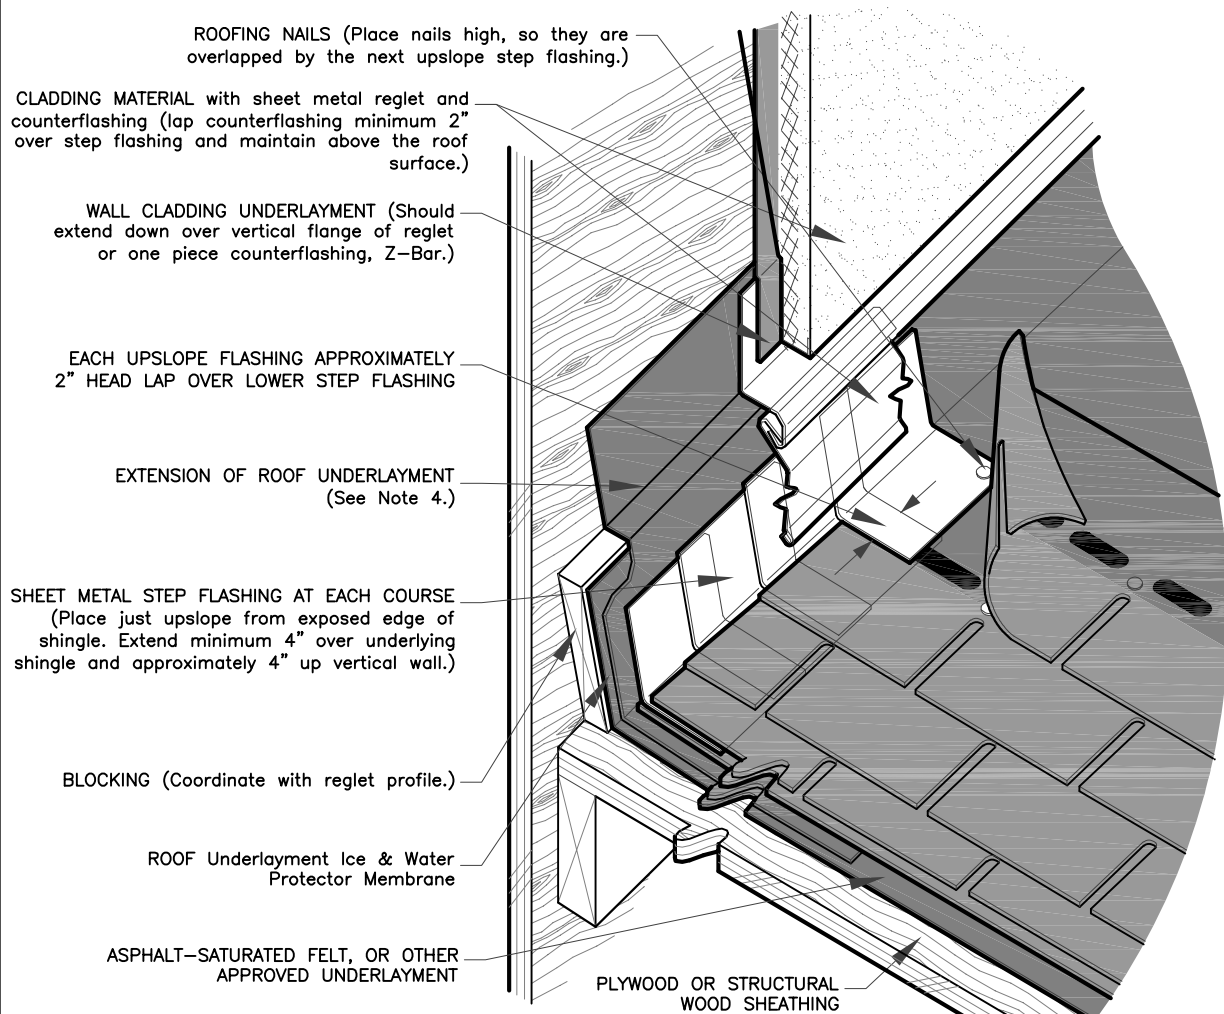 ROOFING NAILS (Place nails high, so they are
overlapped by the next upslope step flashing.)
CLADDING MATERIAL with sheet metal reglet and
counterflashing (lap counterflashing minimum 2”
over step flashing and maintain above the roof
surface.)
WALL CLADDING UNDERLAYMENT (Should
extend down over vertical flange of reglet
or one piece counterflashing, Z-Bar.)
EACH UPSLOPE FLASHING APPROXIMATELY
2” HEAD LAP OVER LOWER STEP FLASHING
EXTENSION OF ROOF UNDERLAYMENT
(See Note 4.)
SHEET METAL STEP FLASHING AT EACH COURSE
(Place just upslope from exposed edge of
shingle. Extend minimum 4” over underlying
shingle and approximately 4” up vertical wall.)
BLOCKING (Coordinate with reglet profile.)
ROOF Underlayment Ice & Water
Protector Membrane
ASPHALT-SATURATED FELT, OR OTHER
APPROVED UNDERLAYMENT
PLYWOOD OR STRUCTURAL
WOOD SHEATHING